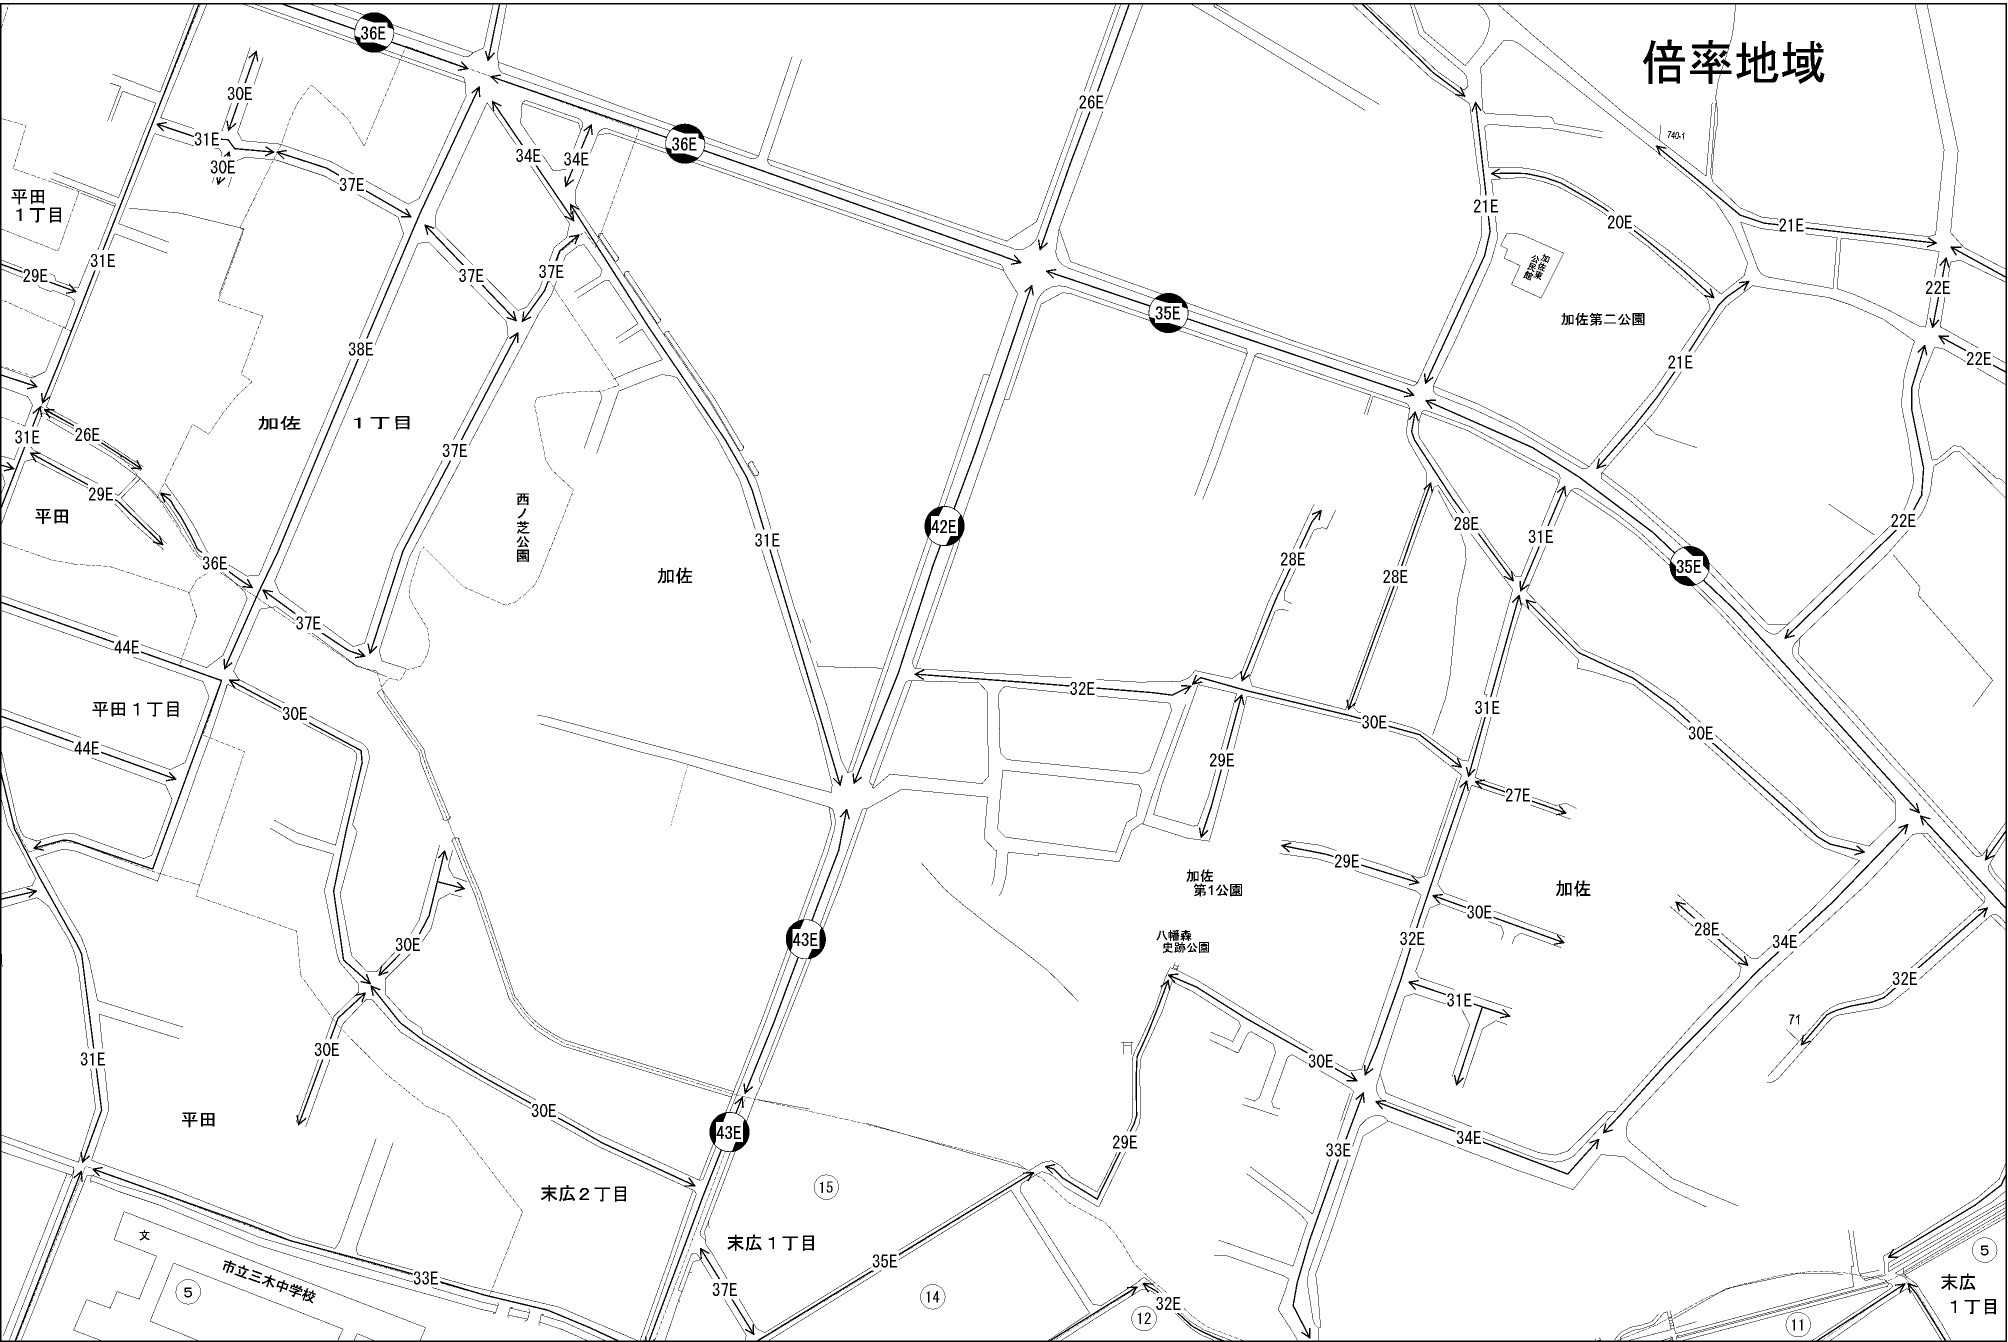 36E
倍率地域
30E
26E
31E
36E
740-1
34E
34E
30E
37E
平田
１丁目
21E
20E
21E
31E
29E
37E
37E
加佐東
公民館
22E
35E
加佐第二公園
38E
21E
22E
加佐
１丁目
31E
26E
37E
29E
西ノ芝公園
平田
42E
28E
22E
31E
31E
28E
28E
35E
36E
加佐
37E
44E
32E
平田１丁目
30E
31E
30E
30E
44E
29E
27E
29E
加佐
第1公園
加佐
30E
28E
43E
八幡森
史跡公園
32E
34E
30E
32E
31E
71
31E
30E
30E
30E
平田
43E
29E
33E
34E
15
末広２丁目
文
末広１丁目
35E
市立三木中学校
33E
5
37E
14
32E
12
5
末広
１丁目
11